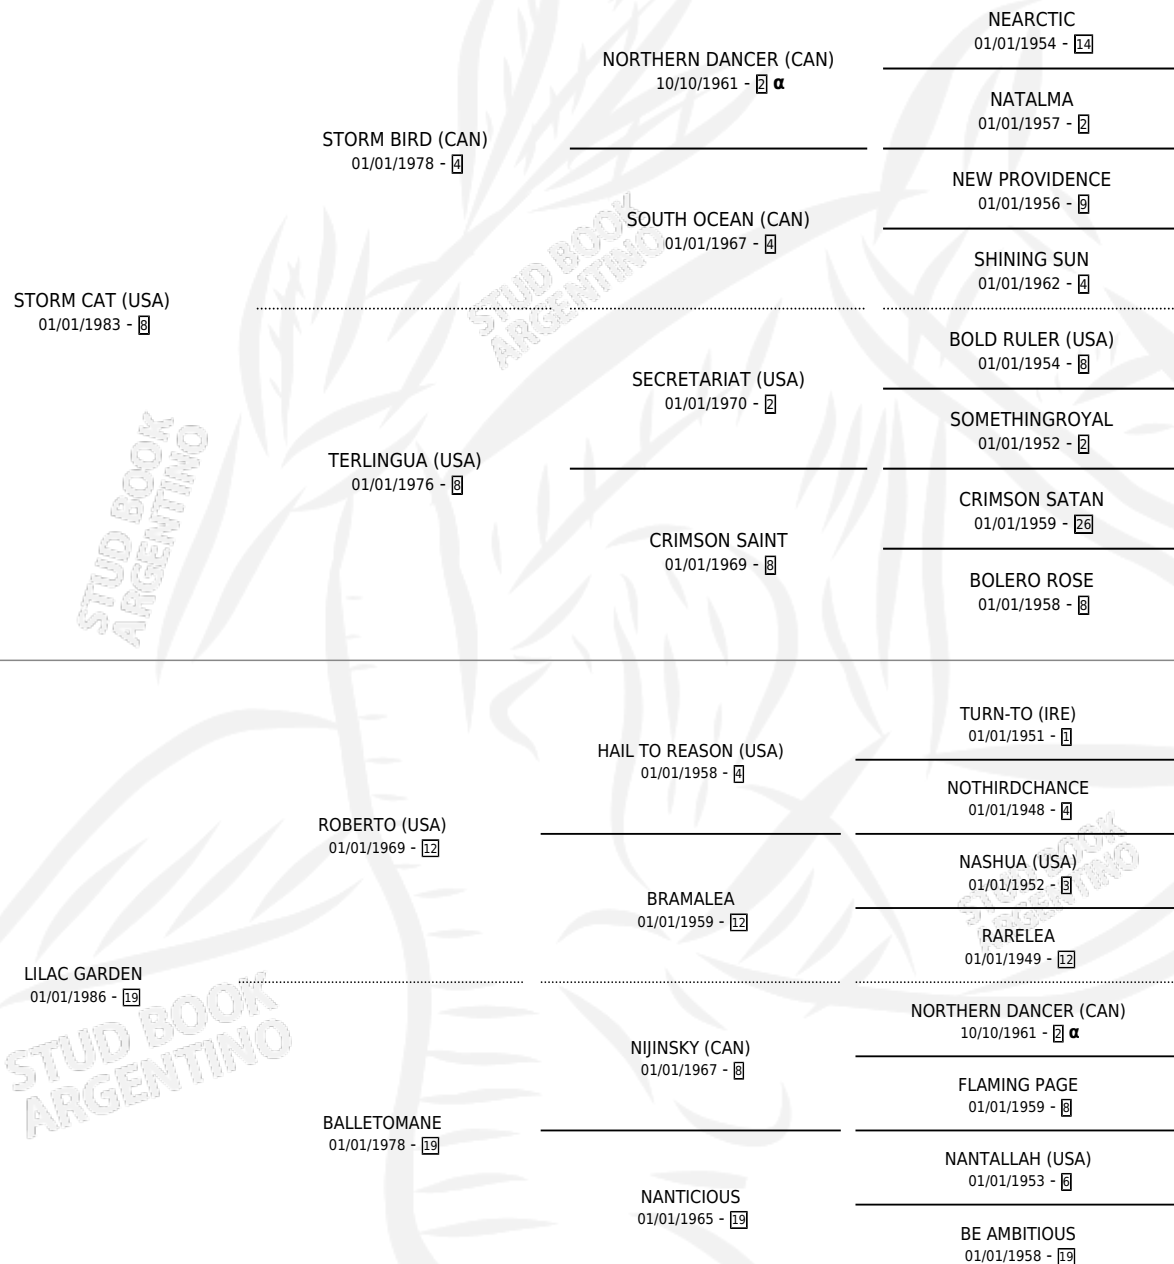 NEARCTIC
01/01/1954 - 14
NORTHERN DANCER (CAN)
10/10/1961 - 2 α
NATALMA
01/01/1957 - 2
STORM BIRD (CAN)
01/01/1978 - 4
NEW PROVIDENCE
01/01/1956 - 9
SOUTH OCEAN (CAN)
01/01/1967 - 4
SHINING SUN
01/01/1962 - 4
STORM CAT (USA)
01/01/1983 - 8
BOLD RULER (USA)
01/01/1954 - 8
SECRETARIAT (USA)
01/01/1970 - 2
SOMETHINGROYAL
01/01/1952 - 2
TERLINGUA (USA)
01/01/1976 - 8
CRIMSON SATAN
01/01/1959 - 26
CRIMSON SAINT
01/01/1969 - 8
BOLERO ROSE
01/01/1958 - 8
TURN-TO (IRE)
01/01/1951 - 1
HAIL TO REASON (USA)
01/01/1958 - 4
NOTHIRDCHANCE
01/01/1948 - 4
ROBERTO (USA)
01/01/1969 - 12
NASHUA (USA)
01/01/1952 - 3
BRAMALEA
01/01/1959 - 12
RARELEA
01/01/1949 - 12
LILAC GARDEN
01/01/1986 - 19
NORTHERN DANCER (CAN)
10/10/1961 - 2 α
NIJINSKY (CAN)
01/01/1967 - 8
FLAMING PAGE
01/01/1959 - 8
BALLETOMANE
01/01/1978 - 19
NANTALLAH (USA)
01/01/1953 - 6
NANTICIOUS
01/01/1965 - 19
BE AMBITIOUS
01/01/1958 - 19
STUD BOOK
ARGENTINO
STUD BOOK
ARGENTINO
STUD BOOK
ARGENTINO
STUD BOOK
ARGENTINO